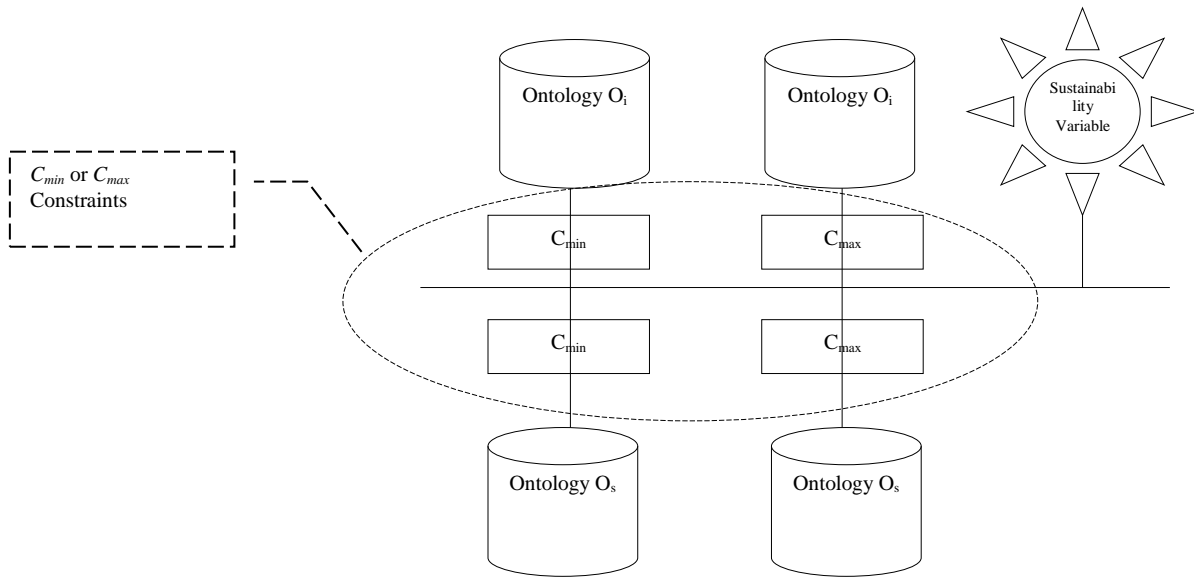 Ontology Oi
Ontology Oi
Sustainabi
lity
Variable
Cmin or Cmax
Constraints
Cmin
Cmax
Cmin
Cmax
Ontology Os
Ontology Os